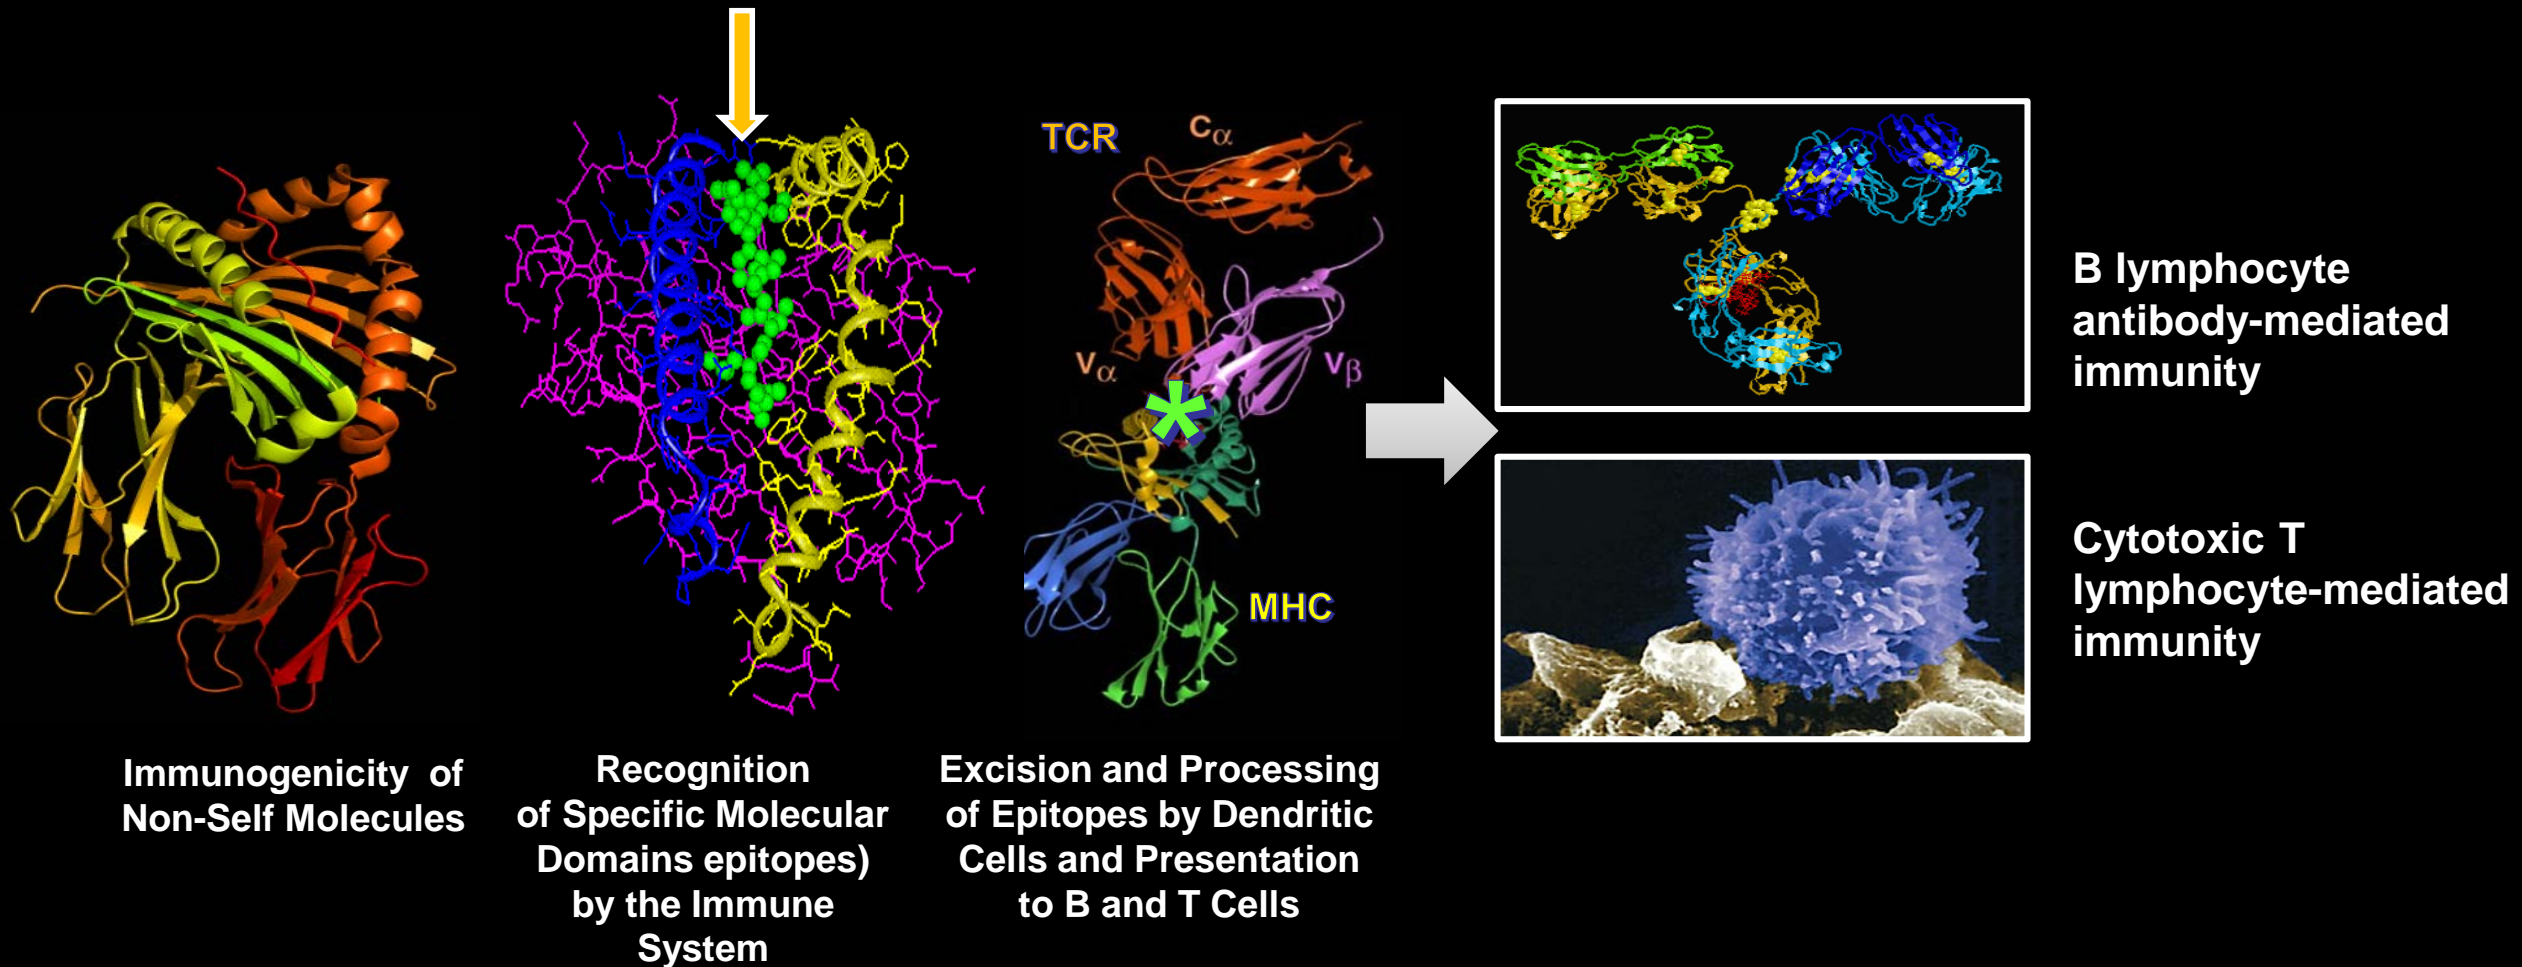 TCR
Cα
Vα
Vβ
*
MHC
Immunogenicity of
Non-Self Molecules
Recognition
of Specific Molecular
Domains epitopes)
by the Immune
System
Excision and Processing
of Epitopes by Dendritic
Cells and Presentation
to B and T Cells
B lymphocyte
antibody-mediated
immunity
Cytotoxic T
lymphocyte-mediated
immunity